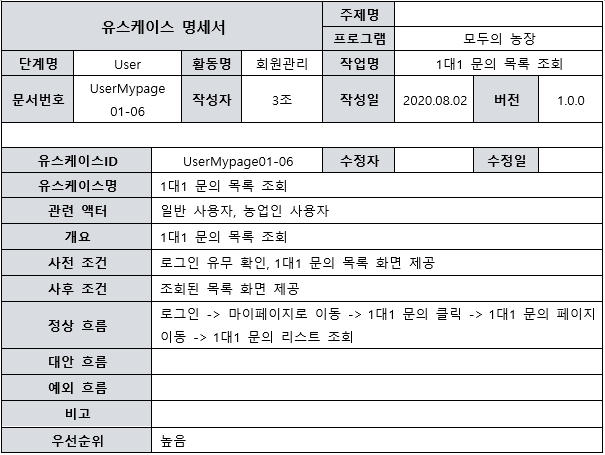 유스케이스 명세서
주제명
프로그램 모두의 농장
단계명 User 활동명 회원관리 작업명 1대1 문의 목록 조회
문서번호 UserMypage 01-06 작성자 3조 작성일 2020.08.02 버전 1.0.0
유스케이스ID UserMypage01-06 수정자 수정일
유스케이스명 1대1 문의 목록 조회
관련 액터 일반 사용자, 농업인 사용자
개요 1대1 문의 목록 조회
사전 조건 로그인 유무 확인, 1대1 문의 목록 화면 제공
사후 조건 조회된 목록 화면 제공
정상 흐름 로그인 -> 마이페이지로 이동 -> 1대1 문의 클릭 -> 1대1 문의 페이지
이동 -> 1대1 문의 리스트 조회
대안 흐름
예외 흐름
비고
우선순위 높음